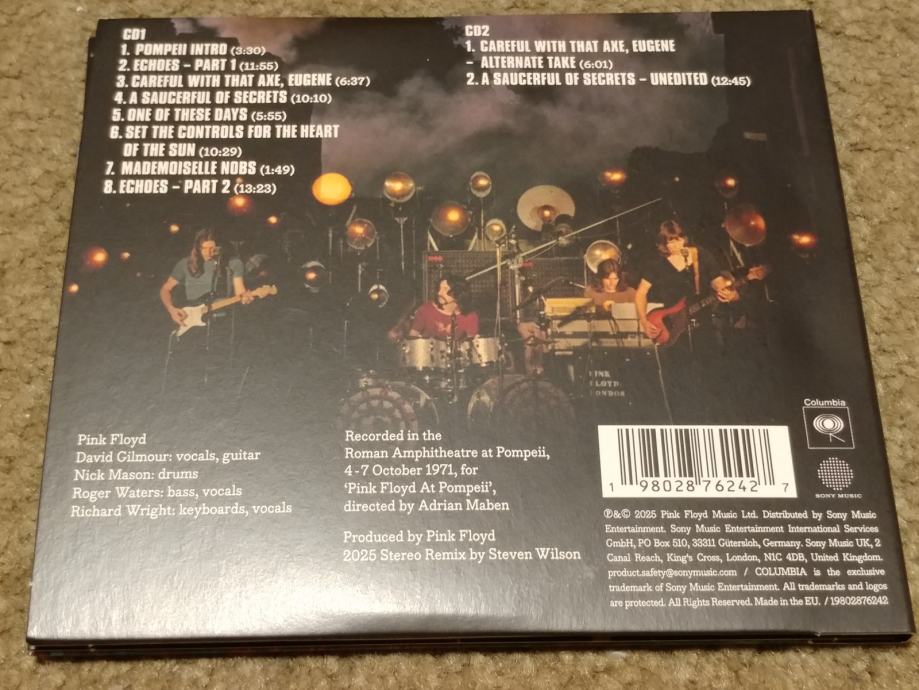 CD1
1. POMPEII INTRO (3:30)
2. ECHOES – PART 1 (11:55)
3. CAREFUL WITH THAT AXE, EUGENE (6:37)
4. A SAUCERFUL OF SECRETS (10:10)
5. ONE OF THESE DAYS (5:55)
6. SET THE CONTROLS FOR THE HEART
OF THE SUN (10:29)
7. MADEMOISELLE NOBS (1:49)
8. ECHOES – PART 2 (13:23)
CD2
1. CAREFUL WITH THAT AXE, EUGENE
– ALTERNATE TAKE (6:01)
2. A SAUCERFUL OF SECRETS – UNEDITED (12:45)
PINK
FLOYD
LONDON
Pink Floyd
David Gilmour: vocals, guitar
Nick Mason: drums
Roger Waters: bass, vocals
Richard Wright: keyboards, vocals
Recorded in the
Roman Amphitheatre at Pompeii,
4 - 7 October 1971, for
‘Pink Floyd At Pompeii’,
directed by Adrian Maben
Produced by Pink Floyd
2025 Stereo Remix by Steven Wilson
1 98028 76242 7
Columbia
SONY MUSIC
℗&© 2025 Pink Floyd Music Ltd. Distributed by Sony Music
Entertainment. Sony Music Entertainment International Services
GmbH, PO Box 510, 33311 Gütersloh, Germany. Sony Music UK, 2
Canal Reach, King's Cross, London, N1C 4DB, United Kingdom.
product.safety@sonymusic.com / COLUMBIA is the exclusive
trademark of Sony Music Entertainment. All trademarks and logos
are protected. All Rights Reserved. Made in the EU. / 19802876242